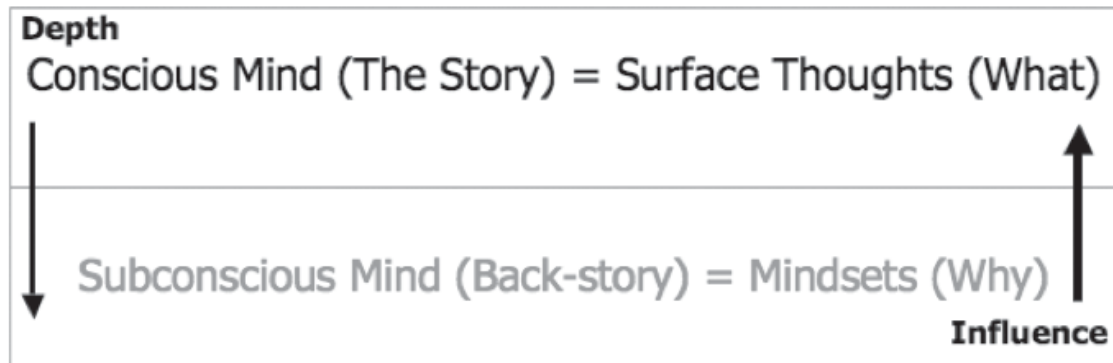 Depth
Conscious Mind (The Story) = Surface Thoughts (What)
Subconscious Mind (Back-story) = Mindsets (Why)
Influence